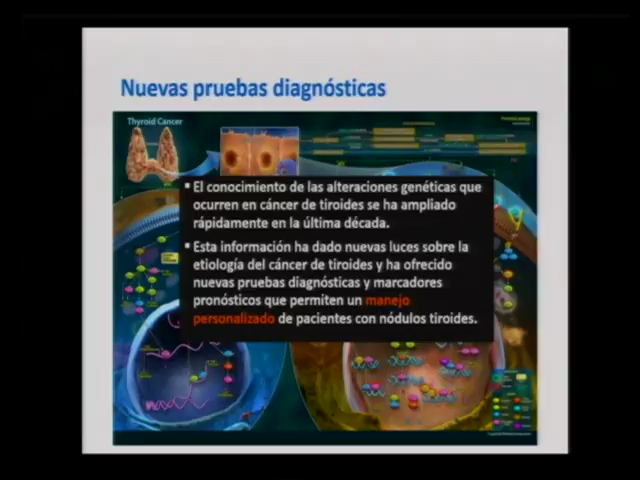 Nuevas pruebas diagnósticas
Thyroid Cancer
▪ El conocimiento de las alteraciones genéticas que
ocurren en cáncer de tiroides se ha ampliado
rápidamente en la última década.
▪ Esta información ha dado nuevas luces sobre la
etiología del cáncer de tiroides y ha ofrecido
nuevas pruebas diagnósticas y marcadores
pronósticos que permiten un manejo
personalizado de pacientes con nódulos tiroides.